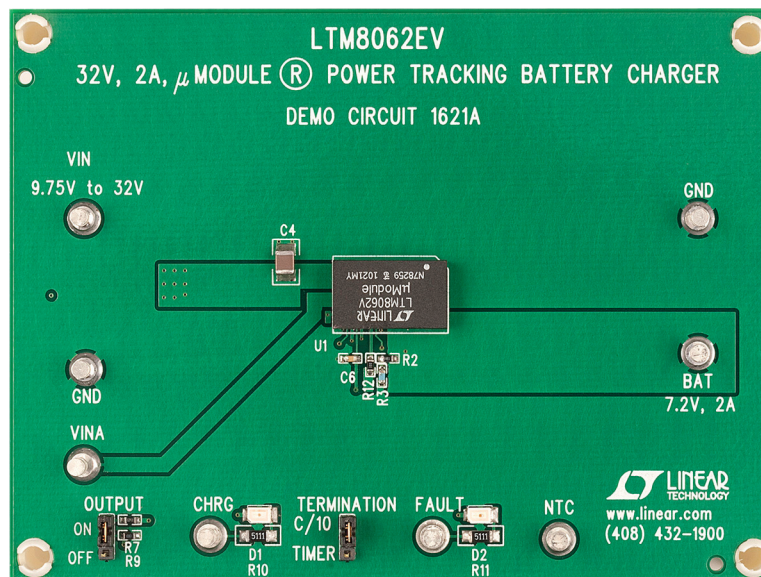 LTM8062EV
32V, 2A, µMODULE Ⓡ POWER TRACKING BATTERY CHARGER
DEMO CIRCUIT 1621A
VIN
9.75V to 32V
GND
C4
LINEAR
LTM8062V
µModule
N78259 1021MY
U1
C6
R12
R3
R2
GND
BAT
7.2V, 2A
VINA
OUTPUT
ON
OFF
R7
R9
CHRG
5111
D1
R10
TERMINATION
C/10
TIMER
FAULT
5111
D2
R11
NTC
LINEAR
TECHNOLOGY
www.linear.com
(408) 432-1900